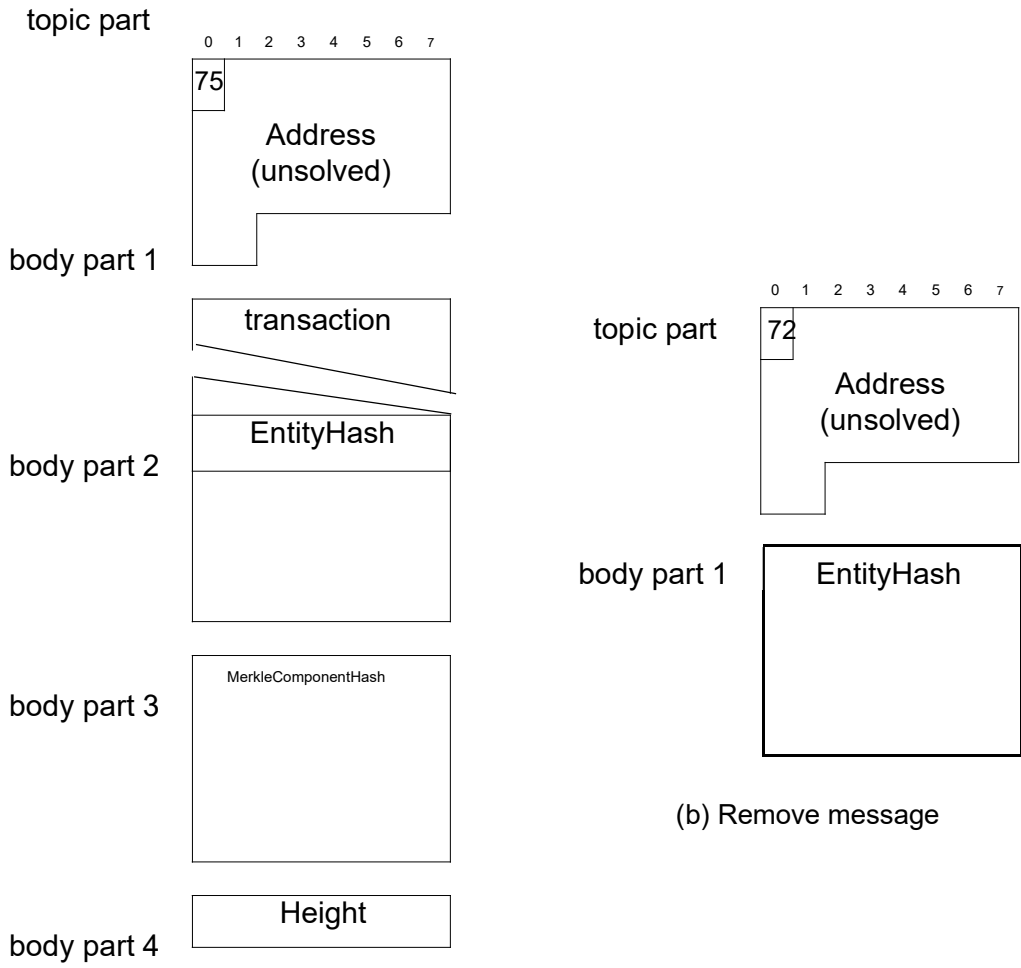 topic part
0 1 2 3 4 5 6 7
75
Address
(unsolved)
body part 1
transaction
EntityHash
body part 2
MerkleComponentHash
body part 3
Height
body part 4
0 1 2 3 4 5 6 7
topic part
72
Address
(unsolved)
body part 1
EntityHash
(b) Remove message